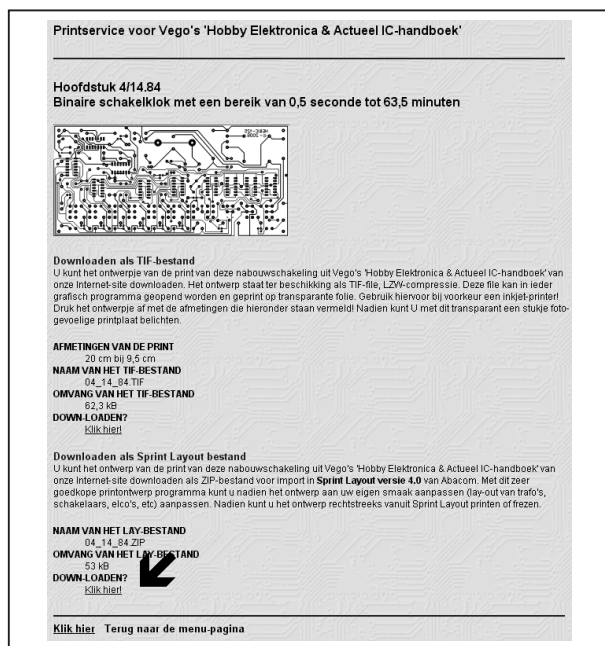 Printservice voor Vego's 'Hobby Elektronica & Actueel IC-handboek'
Hoofdstuk 4/14.84
Binaire schakelklok met een bereik van 0,5 seconde tot 63,5 minuten
Downloaden als TIF-bestand
U kunt het ontwerpje van de print van deze nabouwschakeling uit Vego's 'Hobby Elektronica & Actueel IC-handboek' van
onze Internet-site downloaden. Het ontwerp staat ter beschikking als TIF-file, LZW-compressie. Deze file kan in ieder
grafisch programma geopend worden en geprint op transparante folie. Gebruik hiervoor bij voorkeur een inkjet-printer!
Druk het ontwerpje af met de afmetingen die hieronder staan vermeld! Nadien kunt U met dit transparant een stukje foto-
gevoelige printplaat belichten.
AFMETINGEN VAN DE PRINT
20 cm bij 9,5 cm
NAAM VAN HET TIF-BESTAND
04_14_84.TIF
OMVANG VAN HET TIF-BESTAND
62,3 kB
DOWN-LOADEN?
Klik hier!
Downloaden als Sprint Layout bestand
U kunt het ontwerp van de print van deze nabouwschakeling uit Vego's 'Hobby Elektronica & Actueel IC-handboek' van
onze Internet-site downloaden als ZIP-bestand voor import in Sprint Layout versie 4.0 van Abacom. Met dit zeer
goedkope printontwerp programma kunt u nadien het ontwerp aan uw eigen smaak aanpassen (lay-out van trafo's,
schakelaars, elco's, etc) aanpassen. Nadien kunt u het ontwerp rechtstreeks vanuit Sprint Layout printen of frezen.
NAAM VAN HET LAY-BESTAND
04_14_84.ZIP
OMVANG VAN HET LAY-BESTAND
53 kB
DOWN-LOADEN?
Klik hier!
Klik hier Terug naar de menu-pagina